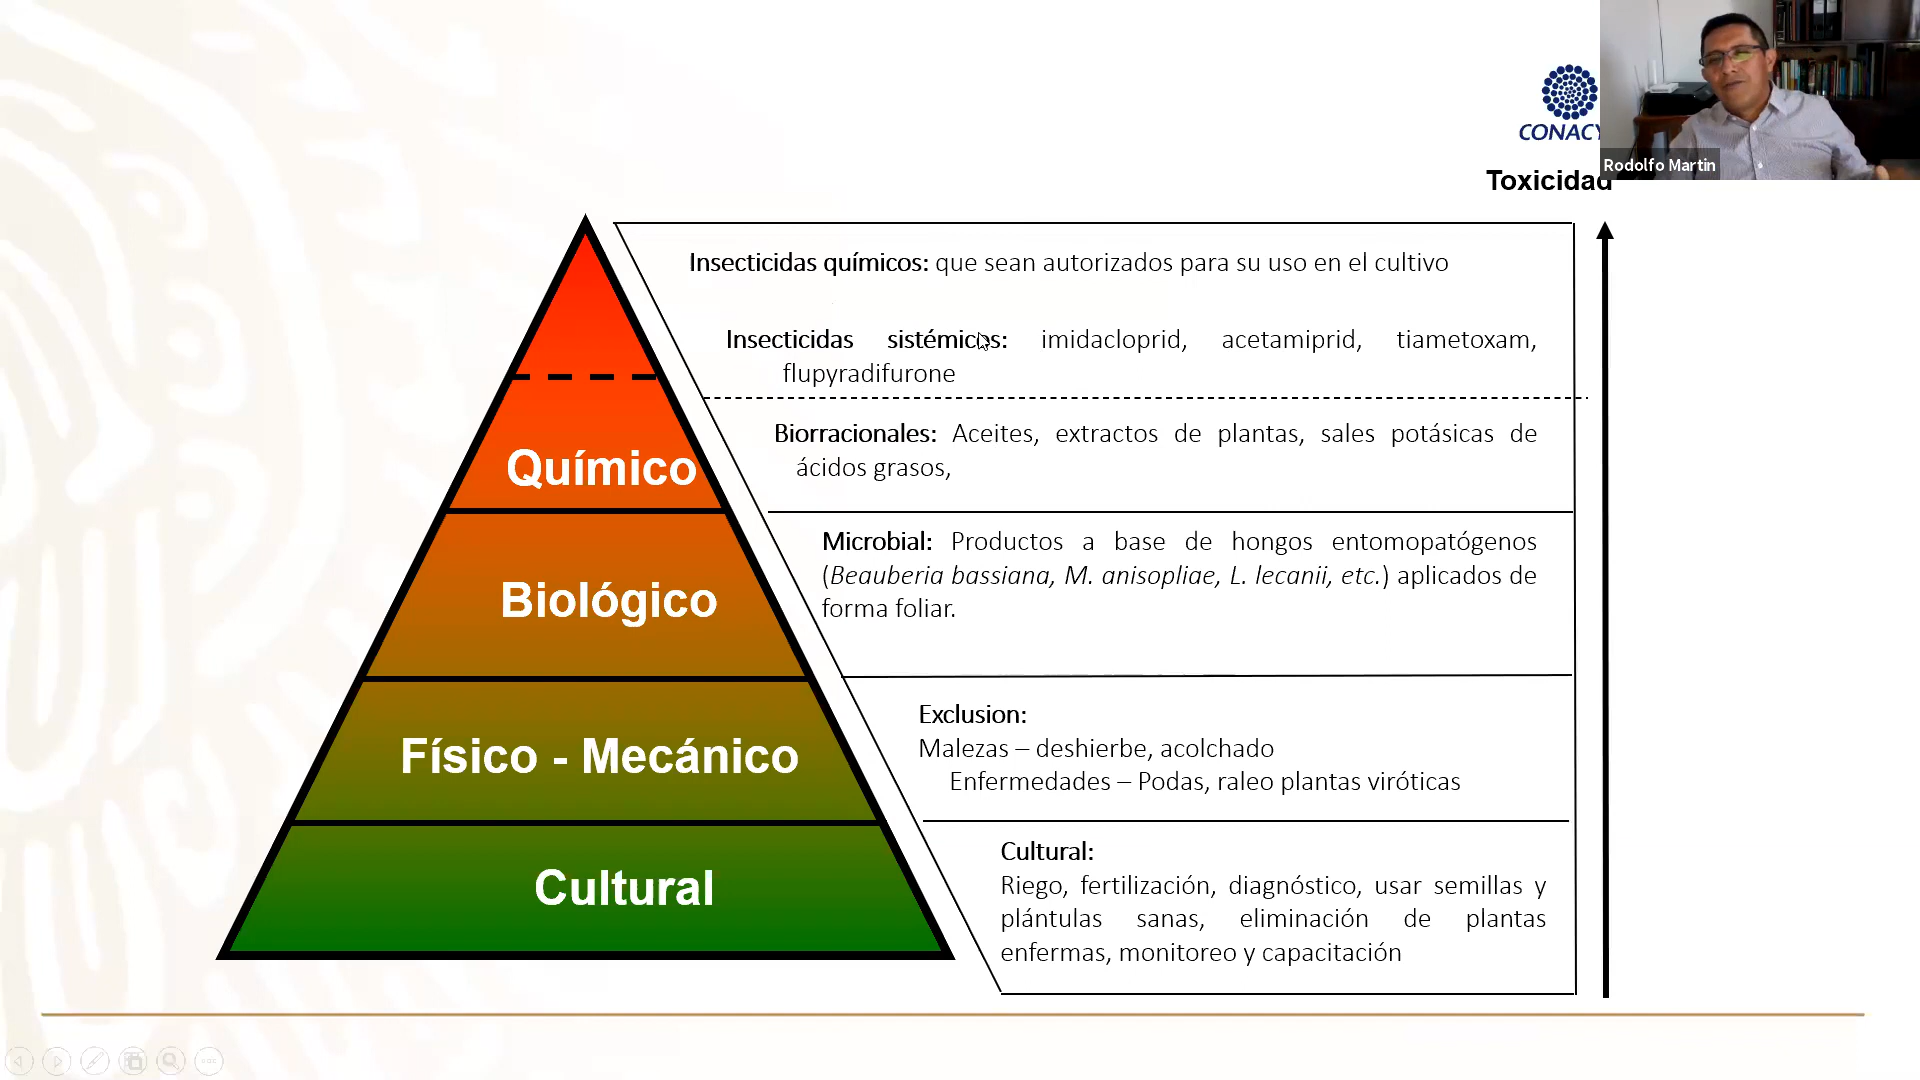 CONACY
Rodolfo Martin
Toxicidad
Insecticidas químicos: que sean autorizados para su uso en el cultivo
Insecticidas sistémicos: imidacloprid, acetamiprid, tiametoxam,
flupyradifurone
Biorracionales: Aceites, extractos de plantas, sales potásicas de
ácidos grasos,
Químico
Microbial: Productos a base de hongos entomopatógenos
(Beauberia bassiana, M. anisopliae, L. lecanii, etc.) aplicados de
forma foliar.
Biológico
Exclusion:
Malezas – deshierbe, acolchado
Enfermedades – Podas, raleo plantas viróticas
Físico - Mecánico
Cultural:
Riego, fertilización, diagnóstico, usar semillas y
plántulas sanas, eliminación de plantas
enfermas, monitoreo y capacitación
Cultural